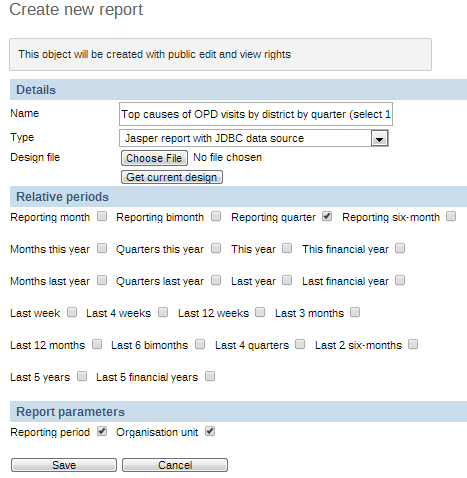 Create new report
This object will be created with public edit and view rights
Details
Name Top causes of OPD visits by district by quarter (select 1
Type Jasper report with JDBC data source
Design file Choose File No file chosen
Get current design
Relative periods
Reporting month Reporting bimonth Reporting quarter Reporting six-month
Months this year Quarters this year This year This financial year
Months last year Quarters last year Last year Last financial year
Last week Last 4 weeks Last 12 weeks Last 3 months
Last 12 months Last 6 bimonths Last 4 quarters Last 2 six-months
Last 5 years Last 5 financial years
Report parameters
Reporting period Organisation unit
Save Cancel